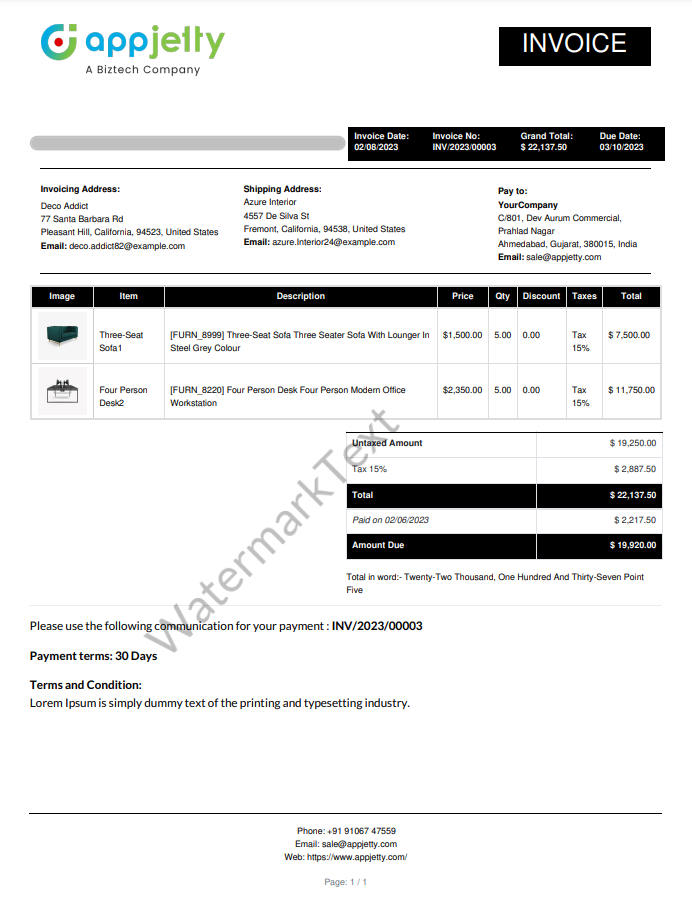 appjetty
A Biztech Company
INVOICE
Invoice Date: Invoice No: Grand Total: Due Date:
02/08/2023 INV/2023/00003 $ 22,137.50 03/10/2023
Invoicing Address:
Deco Addict
77 Santa Barbara Rd
Pleasant Hill, California, 94523, United States
Email: deco.addict82@example.com
Shipping Address:
Azure Interior
4557 De Silva St
Fremont, California, 94538, United States
Email: azure.Interior24@example.com
Pay to:
YourCompany
C/801, Dev Aurum Commercial,
Prahlad Nagar
Ahmedabad, Gujarat, 380015, India
Email: sale@appjetty.com
Image Item Description Price Qty Discount Taxes Total
Three-Seat [FURN_8999] Three-Seat Sofa Three Seater Sofa With Lounger In $1,500.00 5.00 0.00 Tax $ 7,500.00
Sofa1 Steel Grey Colour 15%
Four Person [FURN_8220] Four Person Desk Four Person Modern Office $2,350.00 5.00 0.00 Tax $ 11,750.00
Desk2 Workstation 15%
Untaxed Amount $ 19,250.00
Tax 15% $ 2,887.50
Total $ 22,137.50
Paid on 02/06/2023 $ 2,217.50
Amount Due $ 19,920.00
Total in word:- Twenty-Two Thousand, One Hundred And Thirty-Seven Point
Five
WatermarkText
Please use the following communication for your payment : INV/2023/00003
Payment terms: 30 Days
Terms and Condition:
Lorem Ipsum is simply dummy text of the printing and typesetting industry.
Phone: +91 91067 47559
Email: sale@appjetty.com
Web: https://www.appjetty.com/
Page: 1 / 1